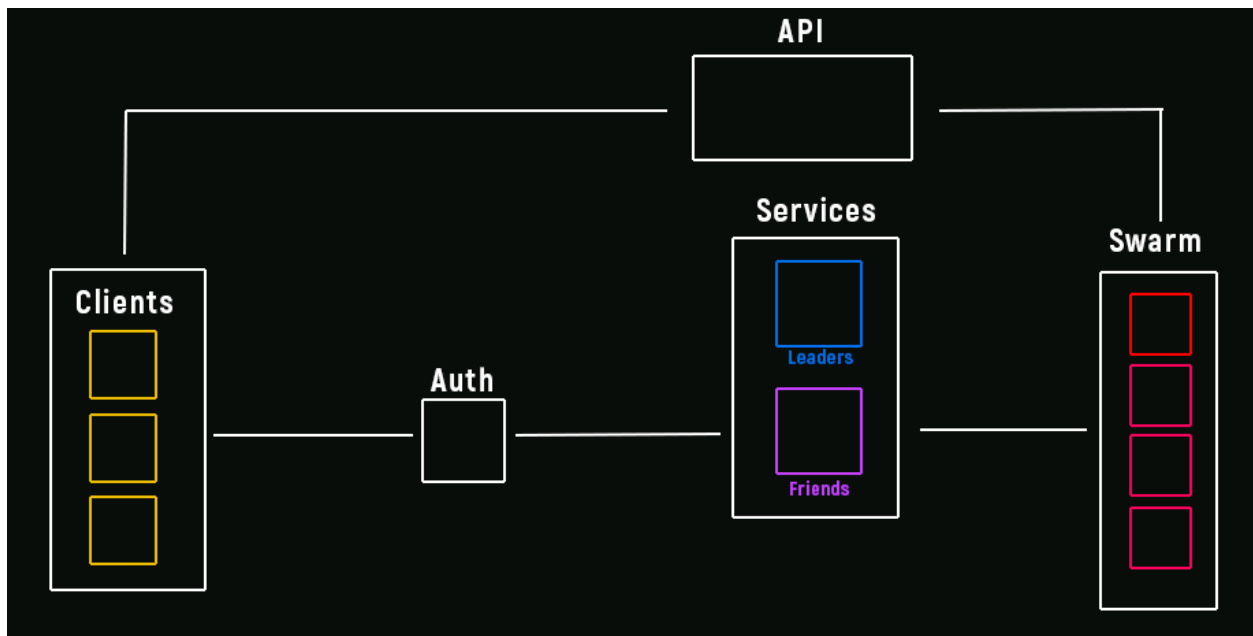 API
Services
Swarm
Clients
Leaders
Auth
Friends